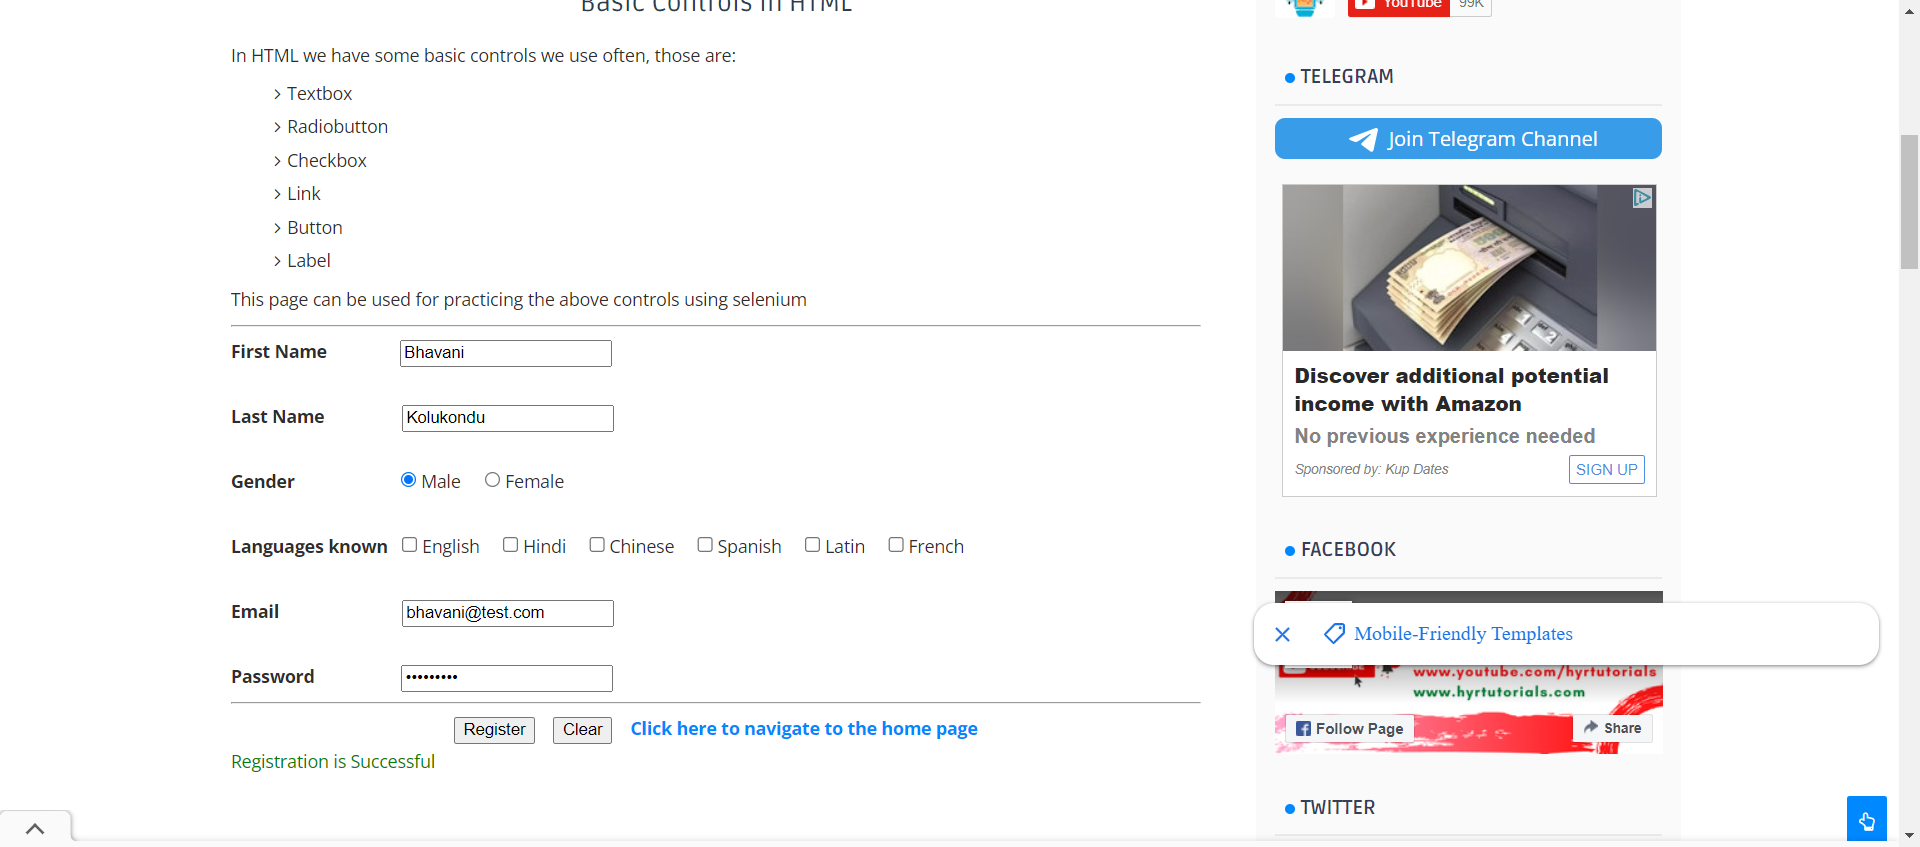 Basic Controls in HTML
In HTML we have some basic controls we use often, those are:
Textbox
Radiobutton
Checkbox
Link
Button
Label
This page can be used for practicing the above controls using selenium
First Name Bhavani
Last Name Kolukondu
Gender Male Female
Languages known English Hindi Chinese Spanish Latin French
Email bhavani@test.com
Password •••••••••
Register Clear Click here to navigate to the home page
Registration is Successful
YouTube 99K
TELEGRAM
Join Telegram Channel
Discover additional potential
income with Amazon
No previous experience needed
Sponsored by: Kup Dates SIGN UP
FACEBOOK
Mobile-Friendly Templates
www.youtube.com/hyrtutorials
www.hyrtutorials.com
Follow Page Share
TWITTER